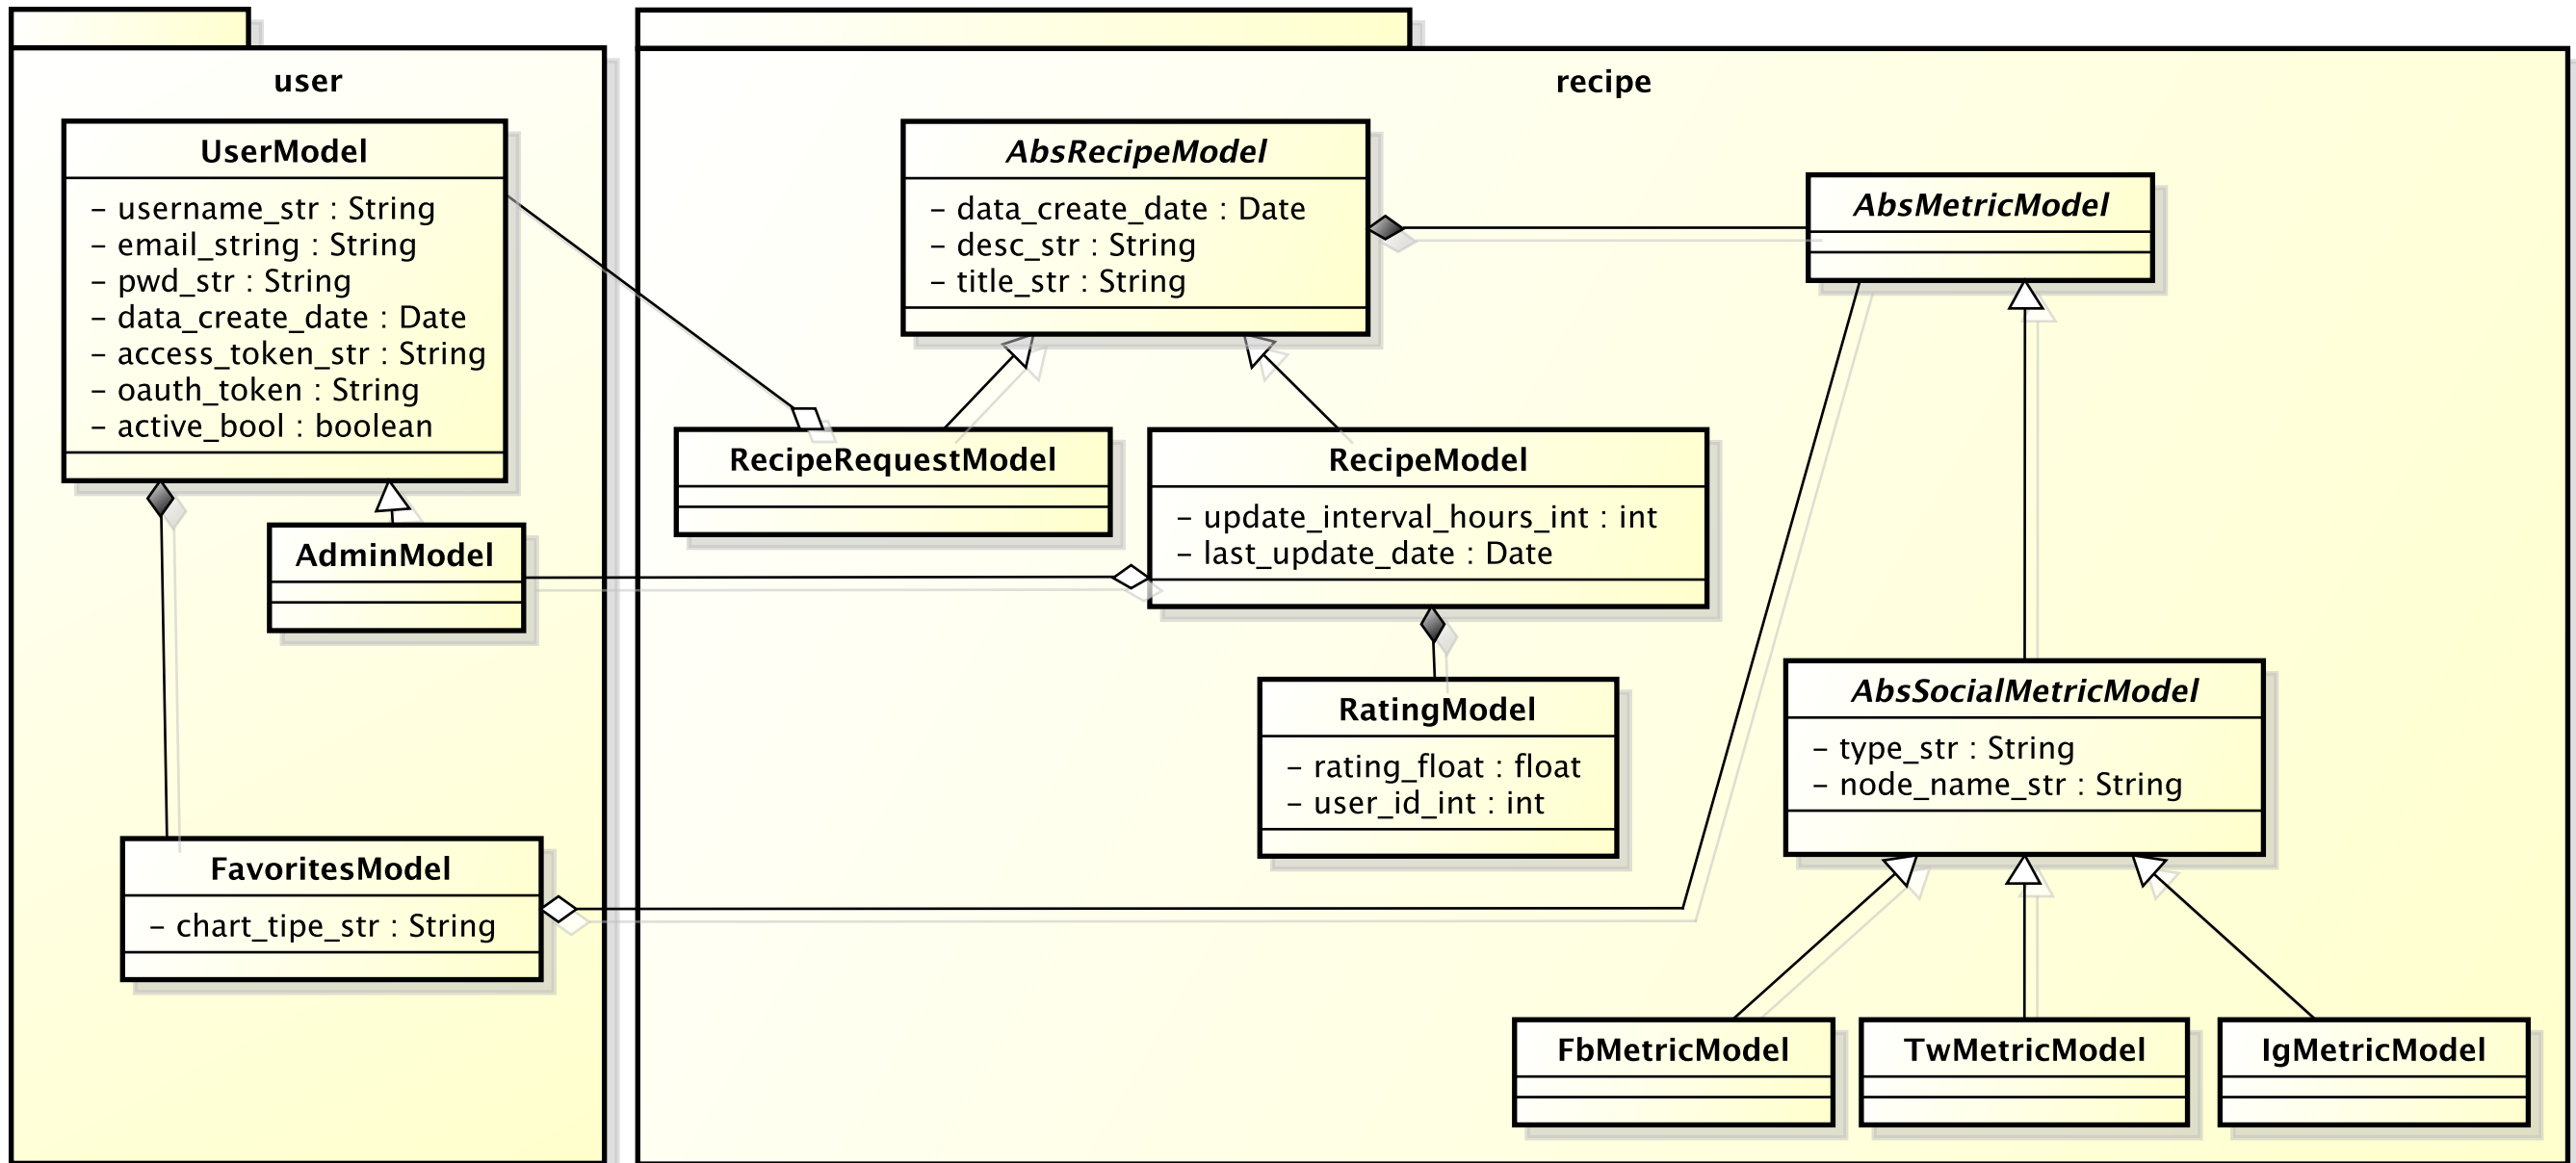 user
UserModel
– username_str : String
– email_string : String
– pwd_str : String
– data_create_date : Date
– access_token_str : String
– oauth_token : String
– active_bool : boolean
AdminModel
FavoritesModel
– chart_tipe_str : String
recipe
AbsRecipeModel
– data_create_date : Date
– desc_str : String
– title_str : String
AbsMetricModel
RecipeRequestModel
RecipeModel
– update_interval_hours_int : int
– last_update_date : Date
RatingModel
– rating_float : float
– user_id_int : int
AbsSocialMetricModel
– type_str : String
– node_name_str : String
FbMetricModel
TwMetricModel
IgMetricModel